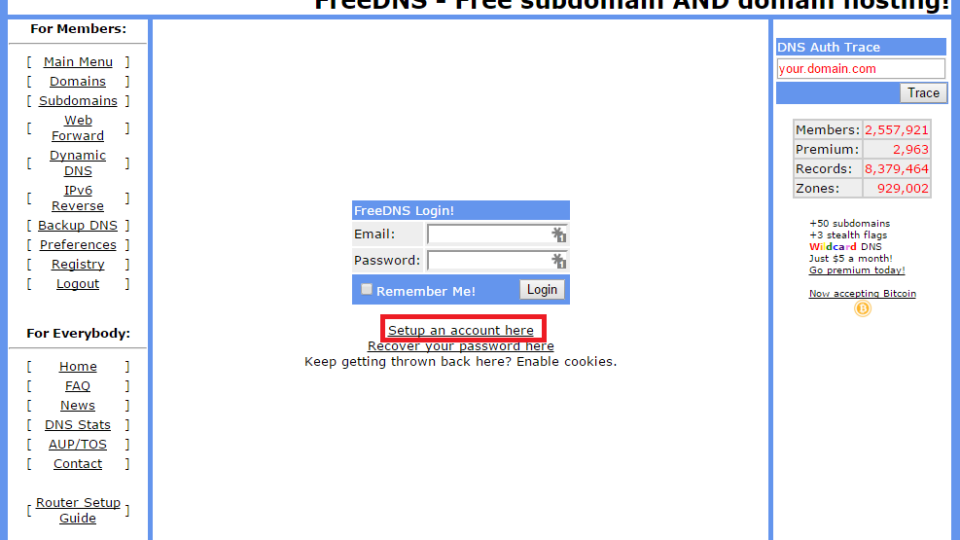 FreeDNS - Free subdomain AND domain hosting!
For Members:
[ Main Menu ]
[ Domains ]
[ Subdomains ]
[ Web
Forward ]
[ Dynamic
DNS ]
[ IPv6
Reverse ]
[ Backup DNS ]
[ Preferences ]
[ Registry ]
[ Logout ]
For Everybody:
[ Home ]
[ FAQ ]
[ News ]
[ DNS Stats ]
[ AUP/TOS ]
[ Contact ]
[ Router Setup
Guide ]
FreeDNS Login!
Email:
Password:
Remember Me! Login
Setup an account here
Recover your password here
Keep getting thrown back here? Enable cookies.
DNS Auth Trace
your.domain.com
Trace
Members: 2,557,921
Premium: 2,963
Records: 8,379,464
Zones: 929,002
+50 subdomains
+3 stealth flags
Wildcard DNS
Just $5 a month!
Go premium today!
Now accepting Bitcoin